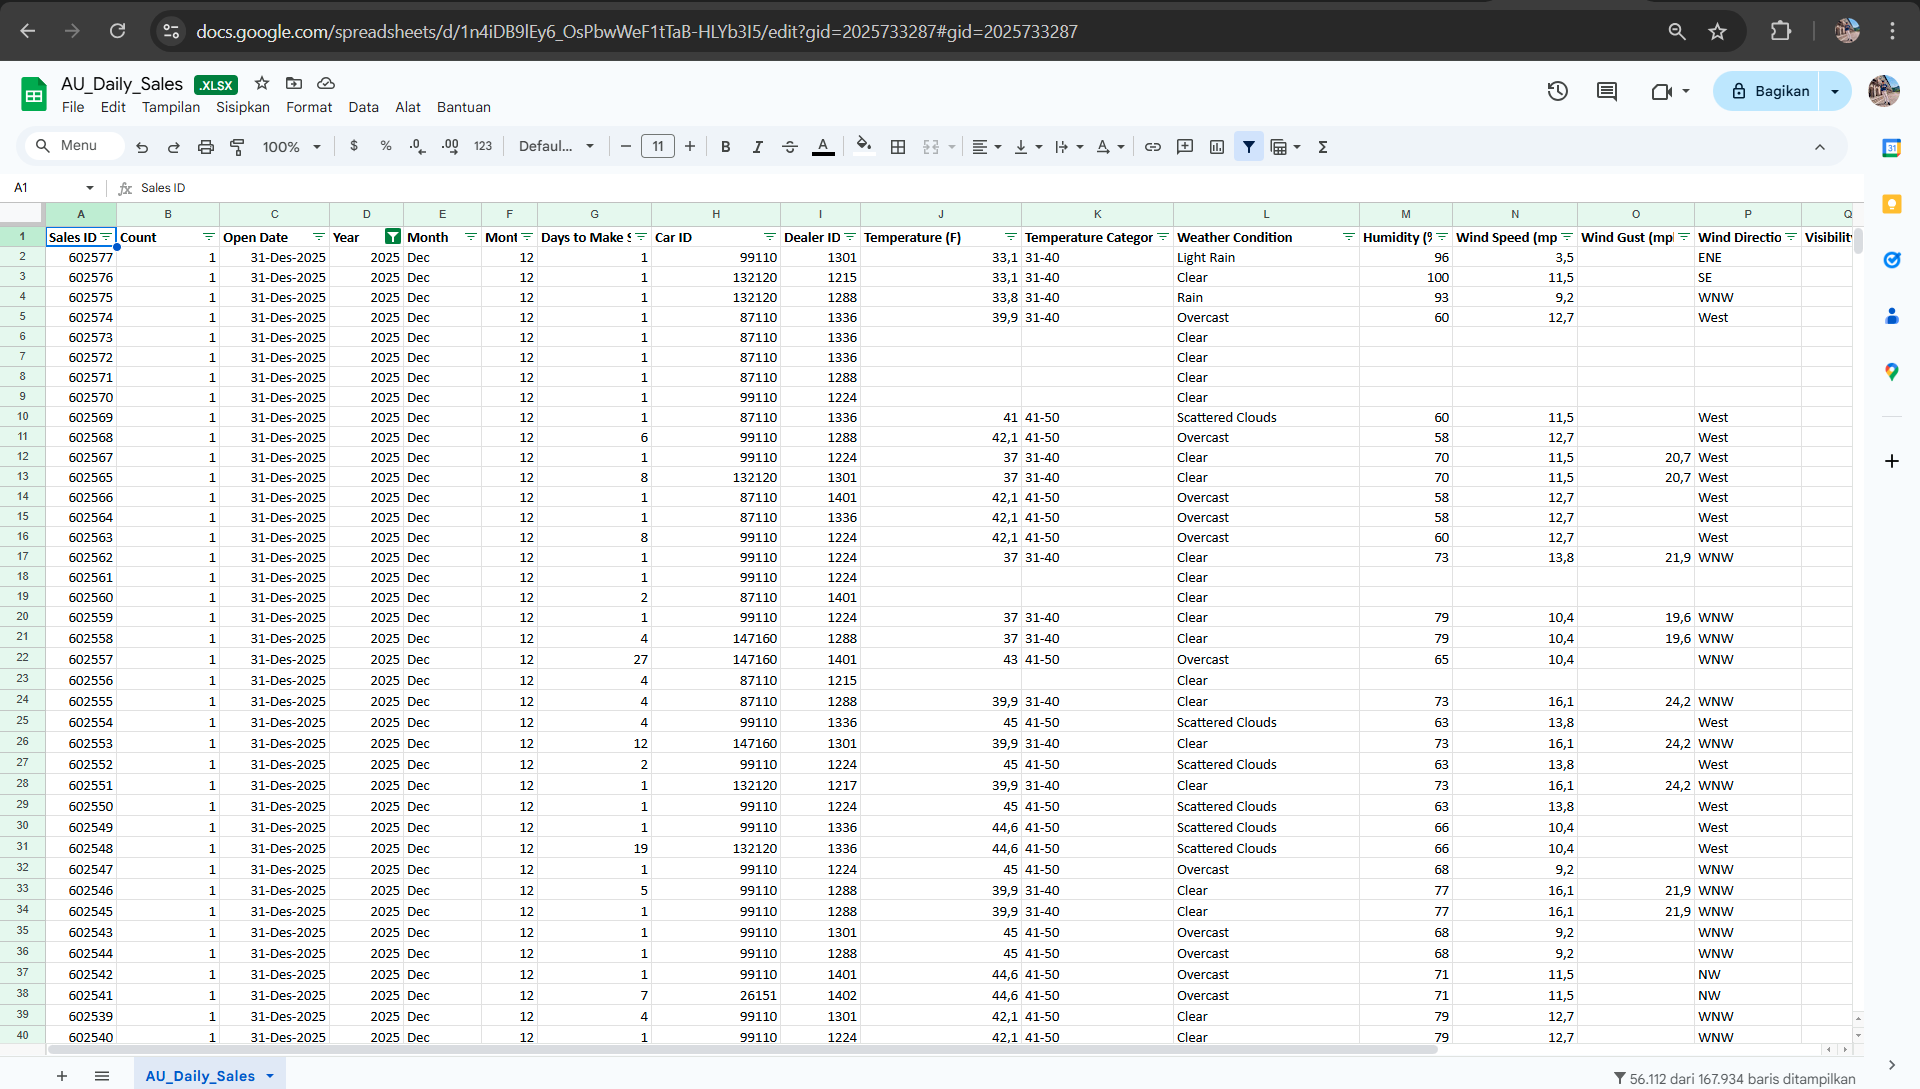 docs.google.com/spreadsheets/d/1n4iDB9lEy6_OsPbwWeF1tTaB-HLYb3I5/edit?gid=2025733287#gid=2025733287
AU_Daily_Sales .XLSX
File Edit Tampilan Sisipkan Format Data Alat Bantuan
Bagikan
Menu 100% $ % .0 .00 123 Defaul... 11 B I A
31
A1 Sales ID
A B C D E F G H I J K L M N O P Q
1 Sales ID Count Open Date Year Month Mont Days to Make S Car ID Dealer ID Temperature (F) Temperature Categor Weather Condition Humidity (% Wind Speed (mp Wind Gust (mp Wind Directio Visibilit
2 602577 1 31-Des-2025 2025 Dec 12 1 99110 1301 33,1 31-40 Light Rain 96 3,5 ENE
3 602576 1 31-Des-2025 2025 Dec 12 1 132120 1215 33,1 31-40 Clear 100 11,5 SE
4 602575 1 31-Des-2025 2025 Dec 12 1 132120 1288 33,8 31-40 Rain 93 9,2 WNW
5 602574 1 31-Des-2025 2025 Dec 12 1 87110 1336 39,9 31-40 Overcast 60 12,7 West
6 602573 1 31-Des-2025 2025 Dec 12 1 87110 1336 Clear
7 602572 1 31-Des-2025 2025 Dec 12 1 87110 1336 Clear
8 602571 1 31-Des-2025 2025 Dec 12 1 87110 1288 Clear
9 602570 1 31-Des-2025 2025 Dec 12 1 99110 1224 Clear
10 602569 1 31-Des-2025 2025 Dec 12 1 87110 1336 41 41-50 Scattered Clouds 60 11,5 West
11 602568 1 31-Des-2025 2025 Dec 12 6 99110 1288 42,1 41-50 Overcast 58 12,7 West
12 602567 1 31-Des-2025 2025 Dec 12 1 99110 1224 37 31-40 Clear 70 11,5 20,7 West
13 602565 1 31-Des-2025 2025 Dec 12 8 132120 1301 37 31-40 Clear 70 11,5 20,7 West
14 602566 1 31-Des-2025 2025 Dec 12 1 87110 1401 42,1 41-50 Overcast 58 12,7 West
15 602564 1 31-Des-2025 2025 Dec 12 1 87110 1336 42,1 41-50 Overcast 58 12,7 West
16 602563 1 31-Des-2025 2025 Dec 12 8 99110 1224 42,1 41-50 Overcast 60 12,7 West
17 602562 1 31-Des-2025 2025 Dec 12 1 99110 1224 37 31-40 Clear 73 13,8 21,9 WNW
18 602561 1 31-Des-2025 2025 Dec 12 1 99110 1224 Clear
19 602560 1 31-Des-2025 2025 Dec 12 2 87110 1401 Clear
20 602559 1 31-Des-2025 2025 Dec 12 1 99110 1224 37 31-40 Clear 79 10,4 19,6 WNW
21 602558 1 31-Des-2025 2025 Dec 12 4 147160 1288 37 31-40 Clear 79 10,4 19,6 WNW
22 602557 1 31-Des-2025 2025 Dec 12 27 147160 1401 43 41-50 Overcast 65 10,4 WNW
23 602556 1 31-Des-2025 2025 Dec 12 4 87110 1215 Clear
24 602555 1 31-Des-2025 2025 Dec 12 4 87110 1288 39,9 31-40 Clear 73 16,1 24,2 WNW
25 602554 1 31-Des-2025 2025 Dec 12 4 99110 1336 45 41-50 Scattered Clouds 63 13,8 West
26 602553 1 31-Des-2025 2025 Dec 12 12 147160 1301 39,9 31-40 Clear 73 16,1 24,2 WNW
27 602552 1 31-Des-2025 2025 Dec 12 2 99110 1224 45 41-50 Scattered Clouds 63 13,8 West
28 602551 1 31-Des-2025 2025 Dec 12 1 132120 1217 39,9 31-40 Clear 73 16,1 24,2 WNW
29 602550 1 31-Des-2025 2025 Dec 12 1 99110 1224 45 41-50 Scattered Clouds 63 13,8 West
30 602549 1 31-Des-2025 2025 Dec 12 1 99110 1336 44,6 41-50 Scattered Clouds 66 10,4 West
31 602548 1 31-Des-2025 2025 Dec 12 19 132120 1336 44,6 41-50 Scattered Clouds 66 10,4 West
32 602547 1 31-Des-2025 2025 Dec 12 1 99110 1224 45 41-50 Overcast 68 9,2 WNW
33 602546 1 31-Des-2025 2025 Dec 12 5 99110 1288 39,9 31-40 Clear 77 16,1 21,9 WNW
34 602545 1 31-Des-2025 2025 Dec 12 1 99110 1288 39,9 31-40 Clear 77 16,1 21,9 WNW
35 602543 1 31-Des-2025 2025 Dec 12 1 99110 1301 45 41-50 Overcast 68 9,2 WNW
36 602544 1 31-Des-2025 2025 Dec 12 1 99110 1288 45 41-50 Overcast 68 9,2 WNW
37 602542 1 31-Des-2025 2025 Dec 12 1 99110 1401 44,6 41-50 Overcast 71 11,5 NW
38 602541 1 31-Des-2025 2025 Dec 12 7 26151 1402 44,6 41-50 Overcast 71 11,5 NW
39 602539 1 31-Des-2025 2025 Dec 12 4 99110 1301 42,1 41-50 Clear 79 12,7 WNW
40 602540 1 31-Des-2025 2025 Dec 12 1 99110 1224 42,1 41-50 Clear 79 12,7 WNW
AU_Daily_Sales
56.112 dari 167.934 baris ditampilkan